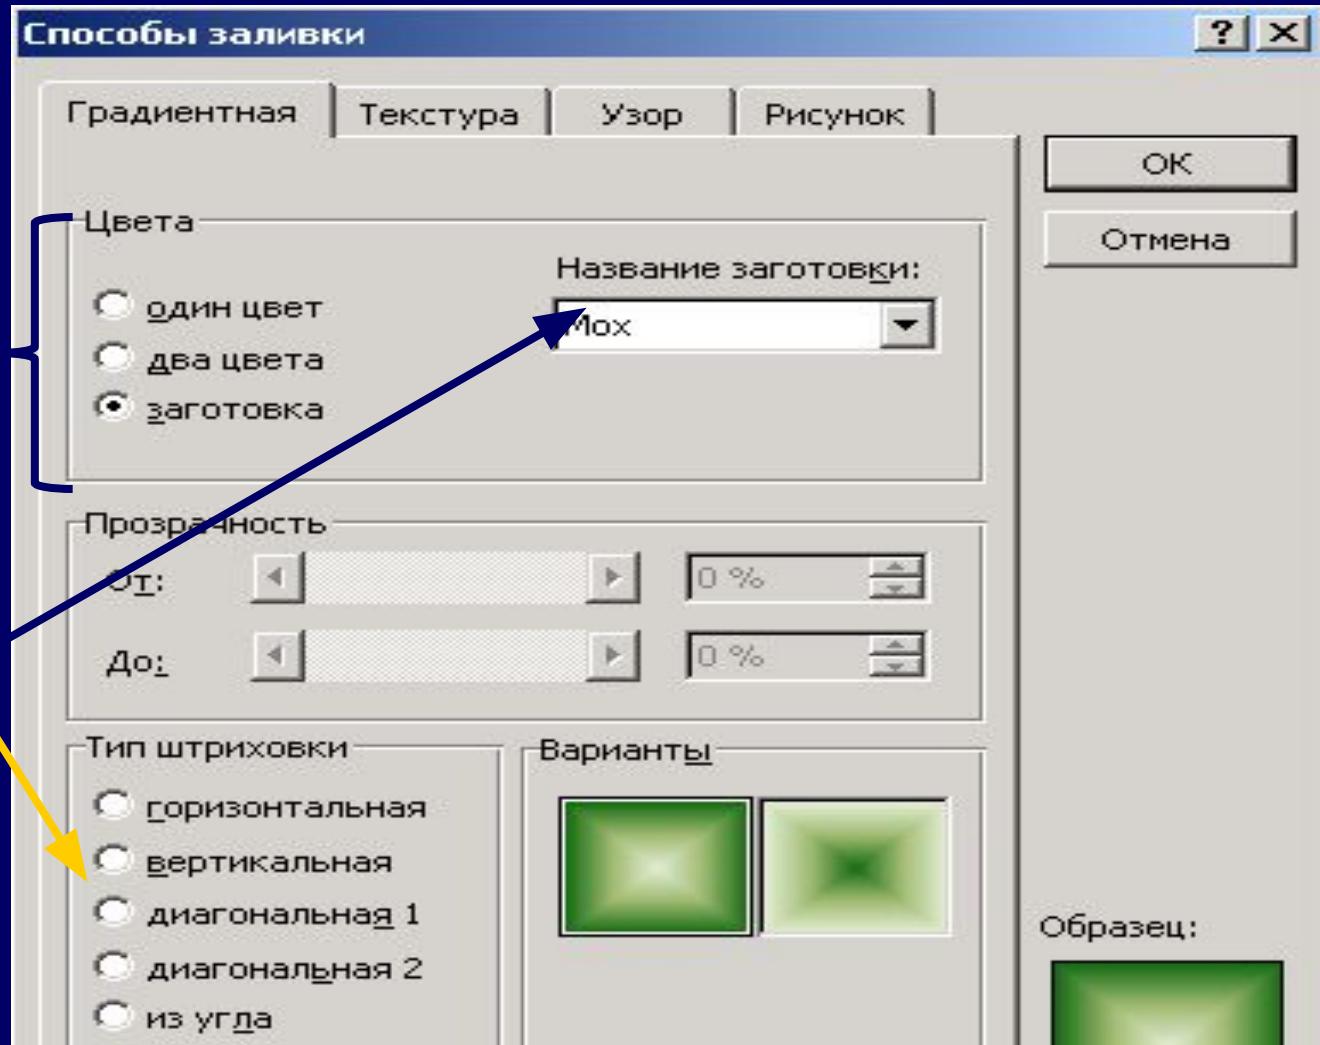 Способы заливки
Градиентная Текстура Узор Рисунок
ОК
Отмена
Цвета
один цвет
два цвета
заготовка
Название заготовки:
Мох
Прозрачность
От: 0 %
До: 0 %
Тип штриховки
горизонтальная
вертикальная
диагональная 1
диагональная 2
из угла
Варианты
Образец: